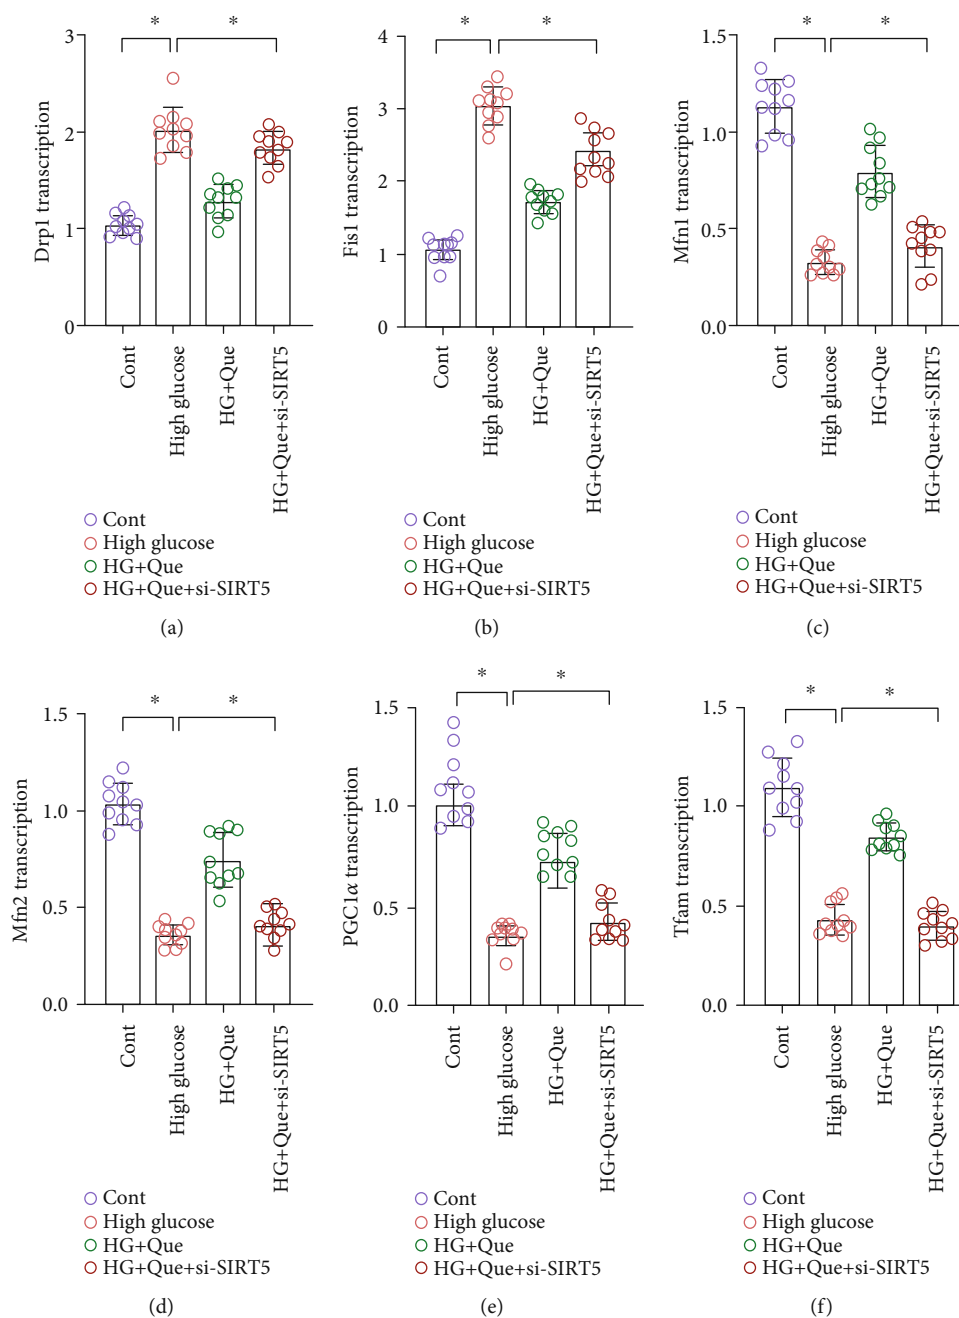 * *
3
2
1
0
Drp1 transcription
Cont
High glucose
HG+Que
HG+Que+si-SIRT5
Cont
High glucose
HG+Que
HG+Que+si-SIRT5
(a)
* *
4
3
2
1
0
Fis1 transcription
Cont
High glucose
HG+Que
HG+Que+si-SIRT5
Cont
High glucose
HG+Que
HG+Que+si-SIRT5
(b)
* *
1.5
1.0
0.5
0.0
Mfn1 transcription
Cont
High glucose
HG+Que
HG+Que+si-SIRT5
Cont
High glucose
HG+Que
HG+Que+si-SIRT5
(c)
* *
1.5
1.0
0.5
0.0
Mfn2 transcription
Cont
High glucose
HG+Que
HG+Que+si-SIRT5
Cont
High glucose
HG+Que
HG+Que+si-SIRT5
(d)
* *
1.5
1.0
0.5
0.0
PGC1α transcription
Cont
High glucose
HG+Que
HG+Que+si-SIRT5
Cont
High glucose
HG+Que
HG+Que+si-SIRT5
(e)
* *
1.5
1.0
0.5
0.0
Tfam transcription
Cont
High glucose
HG+Que
HG+Que+si-SIRT5
Cont
High glucose
HG+Que
HG+Que+si-SIRT5
(f)